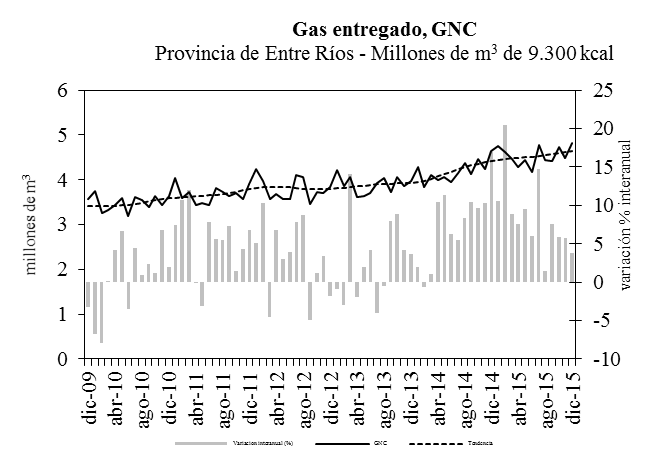 Gas entregado, GNC
Provincia de Entre Ríos - Millones de m³ de 9.300 kcal
6
5
4
3
2
1
0
millones de m³
25
20
15
10
5
0
-5
-10
variación % interanual
dic-09
abr-10
ago-10
dic-10
abr-11
ago-11
dic-11
abr-12
ago-12
dic-12
abr-13
ago-13
dic-13
abr-14
ago-14
dic-14
abr-15
ago-15
dic-15
Variación interanual (%) GNC Tendencia